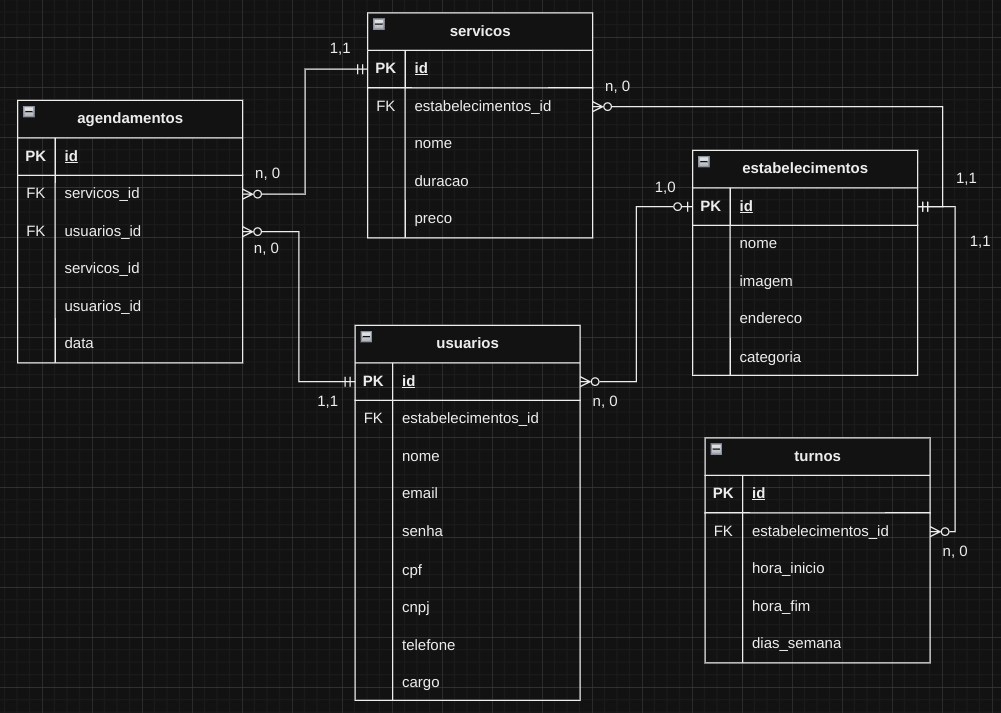 servicos
1,1
PK id
n, 0
FK estabelecimentos_id
nome
duracao
preco
agendamentos
PK id
n, 0
FK servicos_id
FK usuarios_id
n, 0
servicos_id
usuarios_id
data
estabelecimentos
1,1
1,0
PK id
1,1
nome
imagem
endereco
categoria
usuarios
PK id
1,1
n, 0
FK estabelecimentos_id
nome
email
senha
cpf
cnpj
telefone
cargo
turnos
PK id
FK estabelecimentos_id
n, 0
hora_inicio
hora_fim
dias_semana